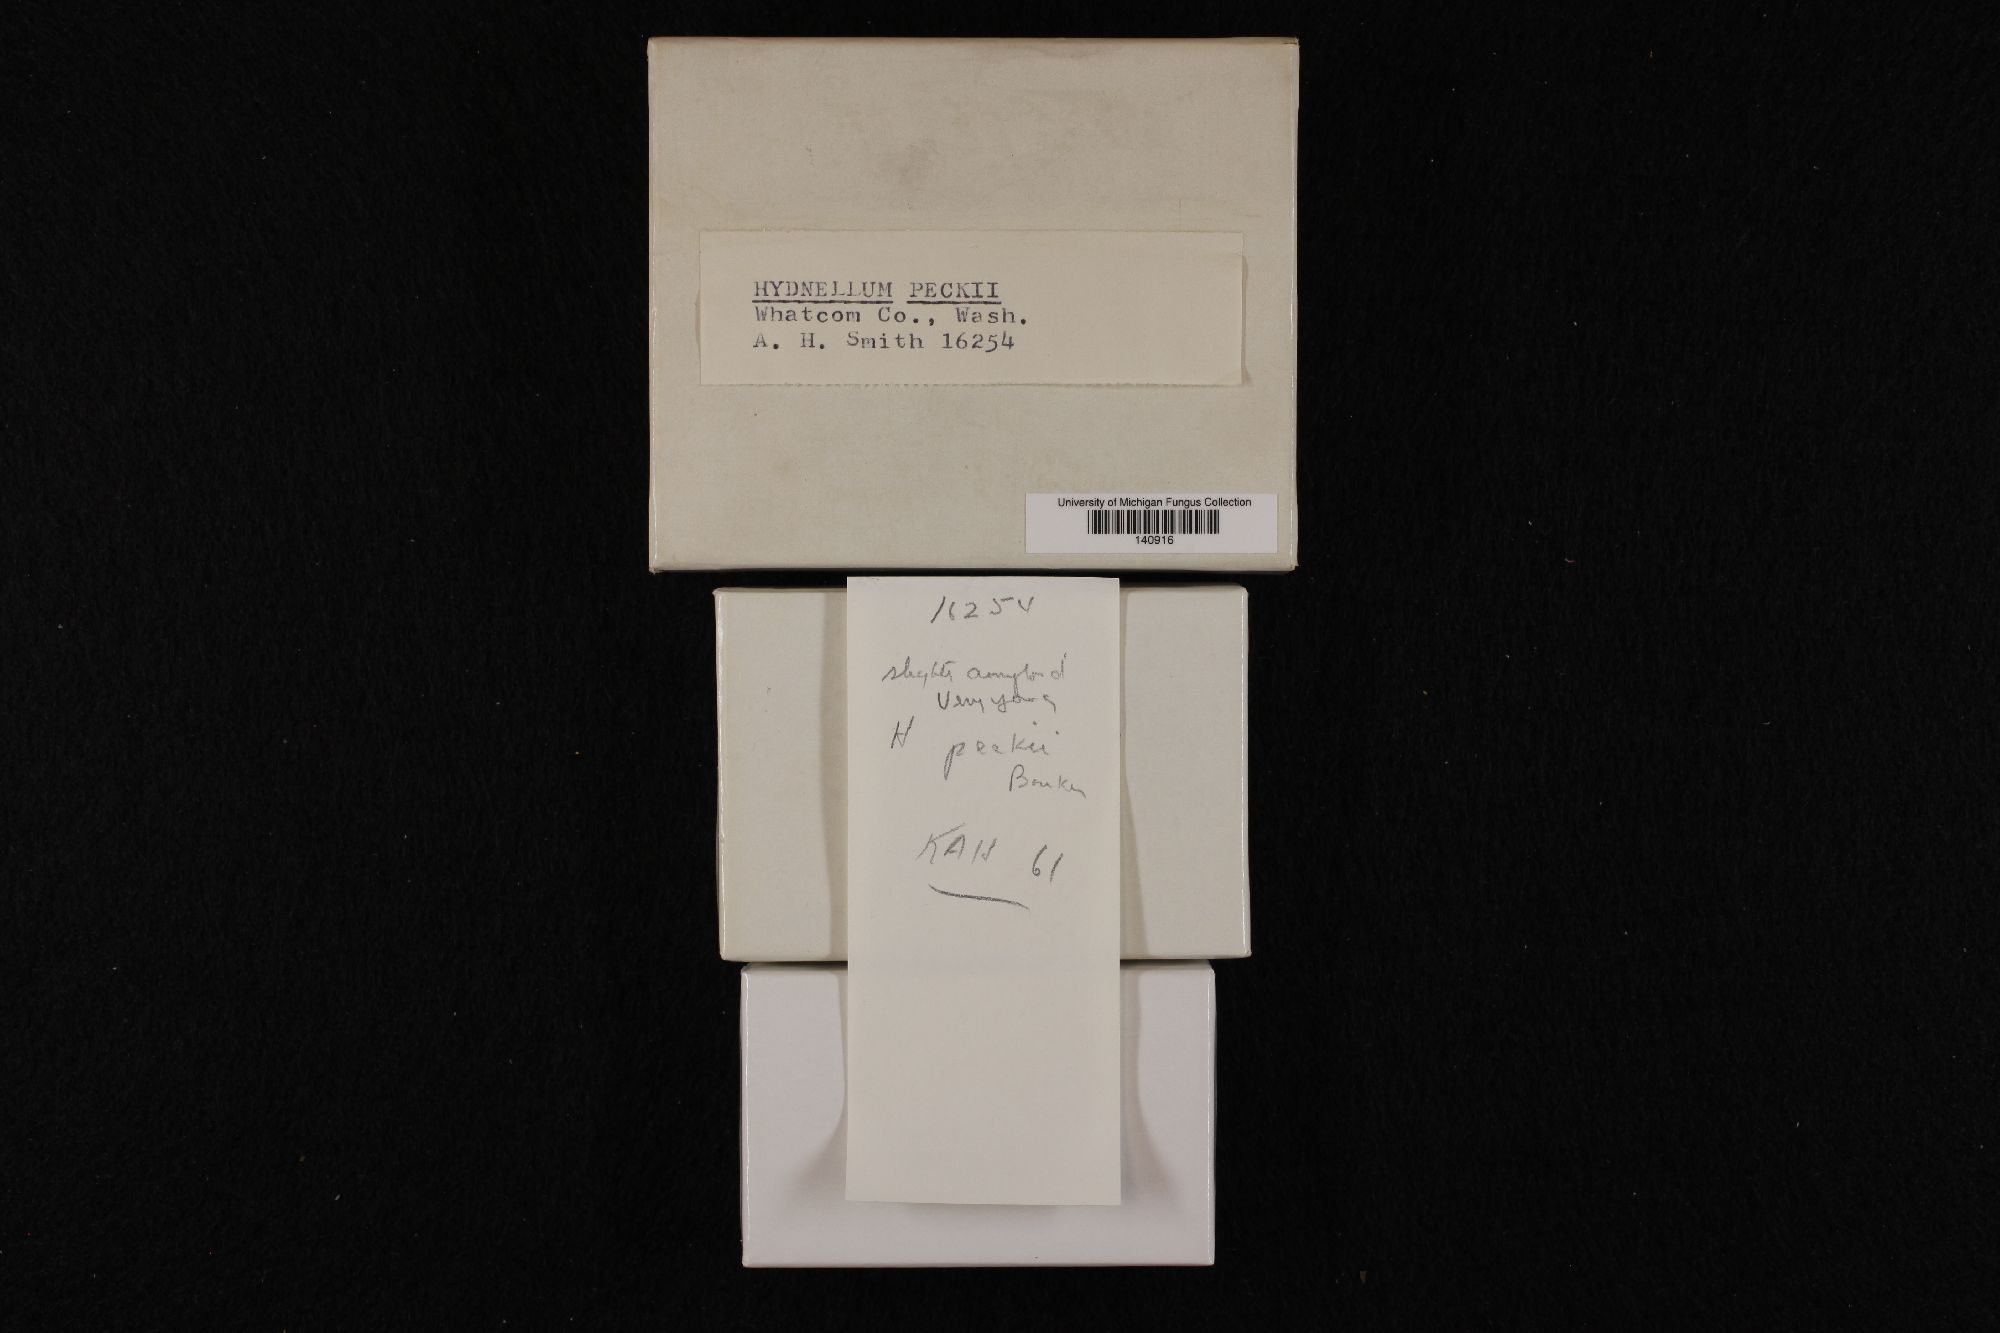 HYDNELLUM PECKII
Whatcom Co., Wash.
A. H. Smith 16254
University of Michigan Fungus Collection
140916
16254
slightly amyloid
Very young
H peckii
Banker
KAH 61